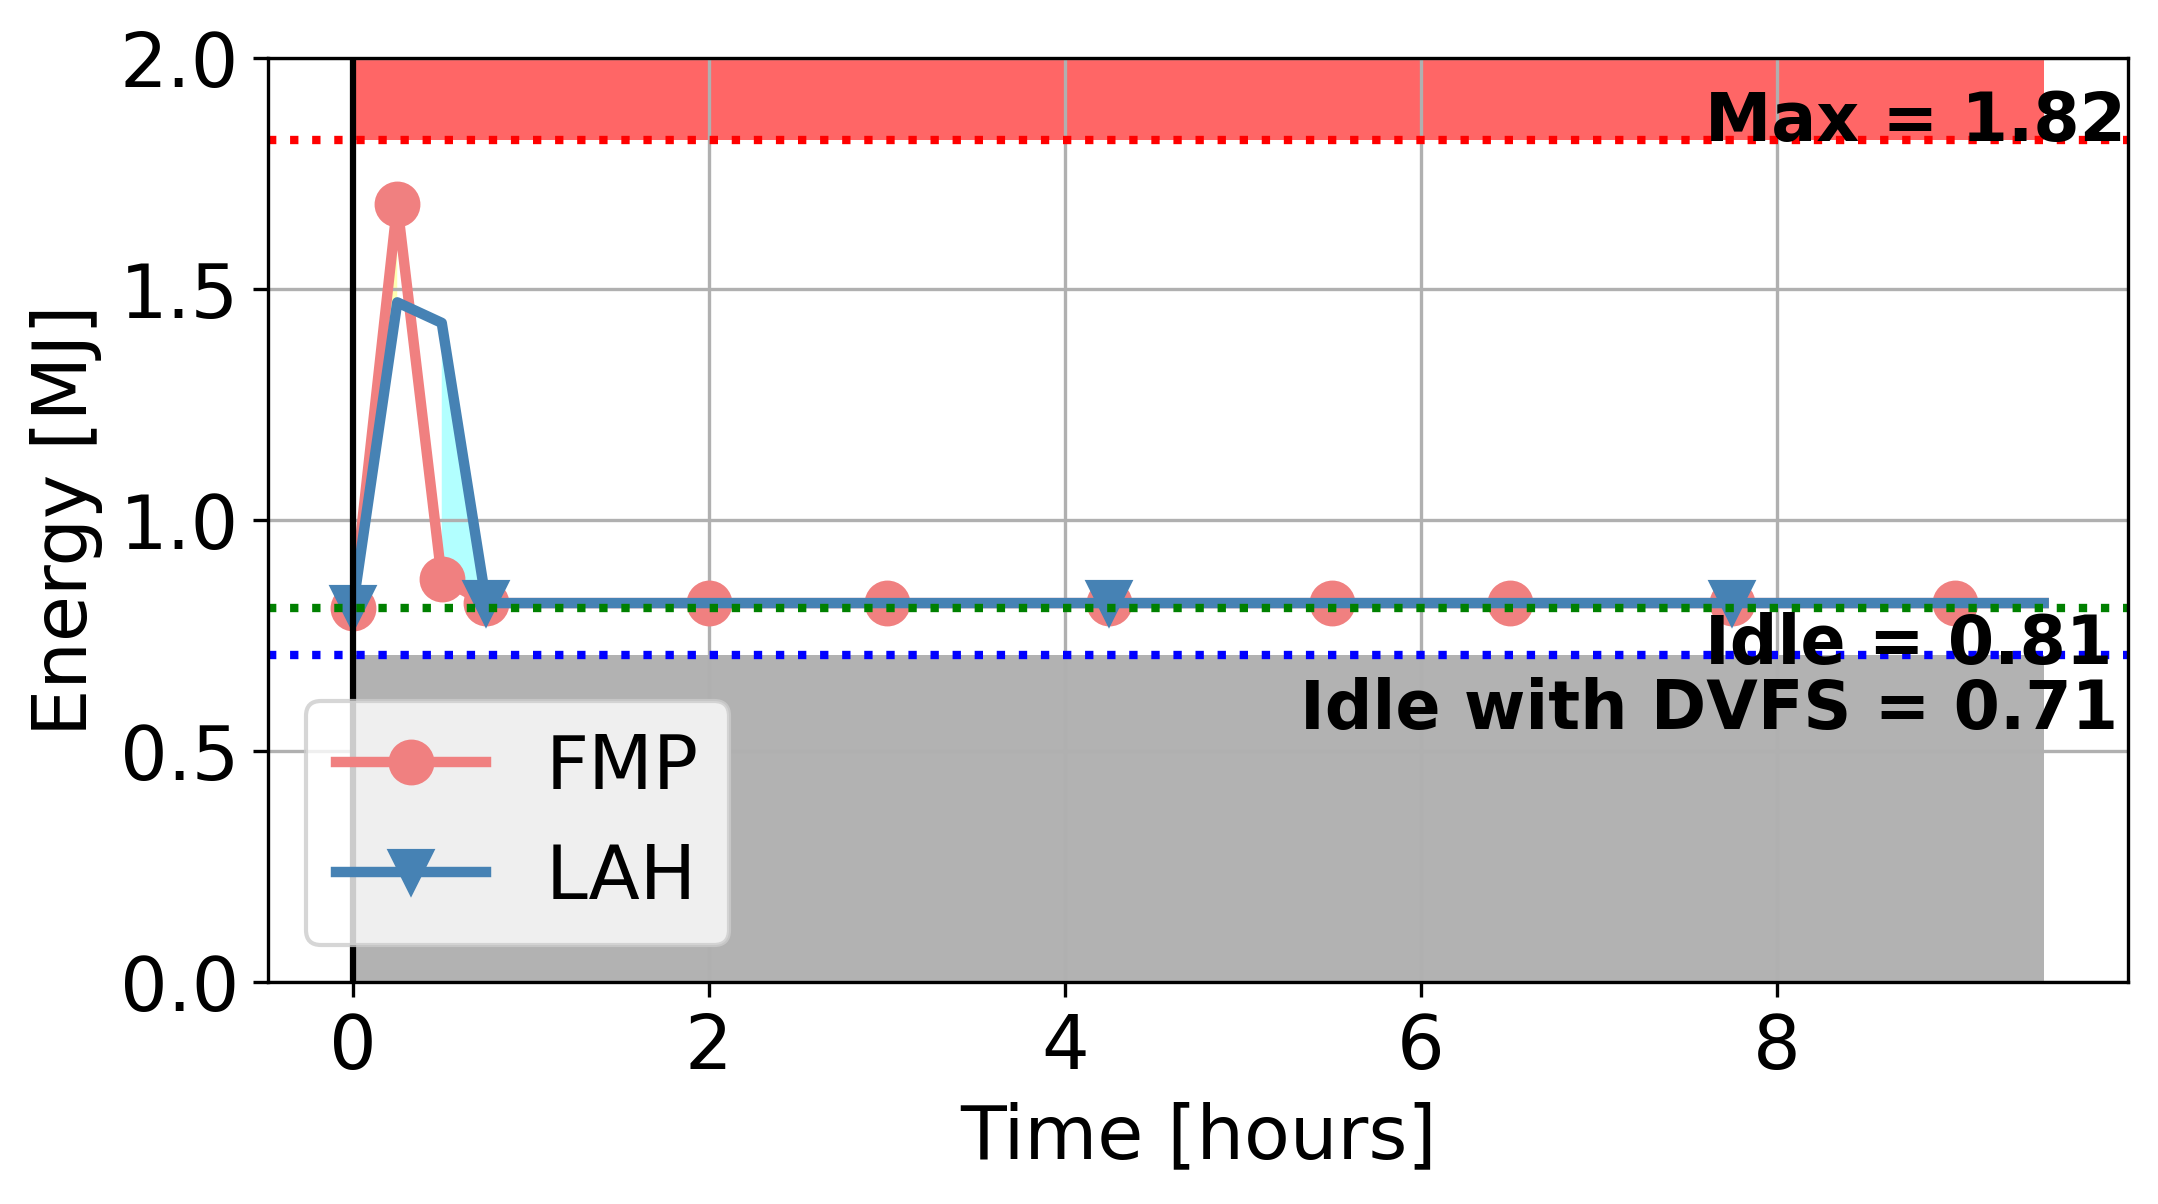 2.0
1.5
1.0
0.5
0.0
Energy [MJ]
Max = 1.82
Idle = 0.81
Idle with DVFS = 0.71
FMP
LAH
0 2 4 6 8
Time [hours]